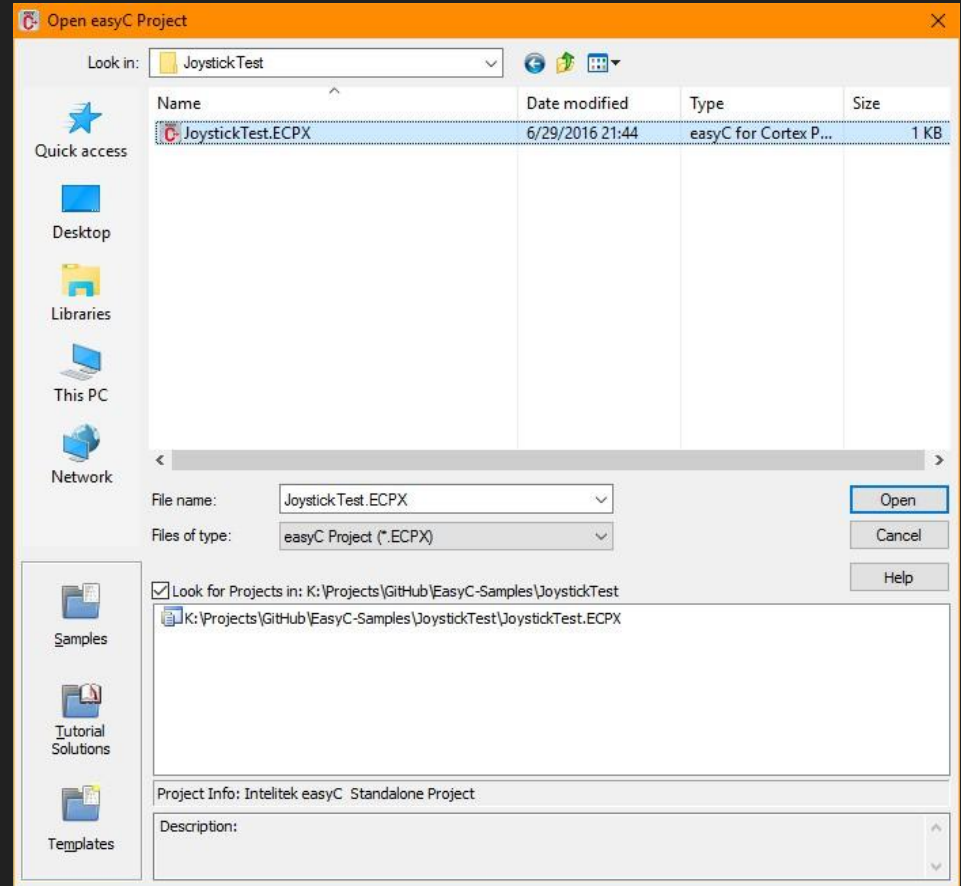 Open easyC Project
Look in: JoystickTest
Name Date modified Type Size
JoystickTest.ECPX 6/29/2016 21:44 easyC for Cortex P... 1 KB
Quick access
Desktop
Libraries
This PC
Network
File name: JoystickTest.ECPX Open
Files of type: easyC Project (*.ECPX) Cancel
Help
Look for Projects in: K:\Projects\GitHub\EasyC-Samples\JoystickTest
K:\Projects\GitHub\EasyC-Samples\JoystickTest\JoystickTest.ECPX
Samples
Tutorial
Solutions
Templates
Project Info: Intelitek easyC Standalone Project
Description: